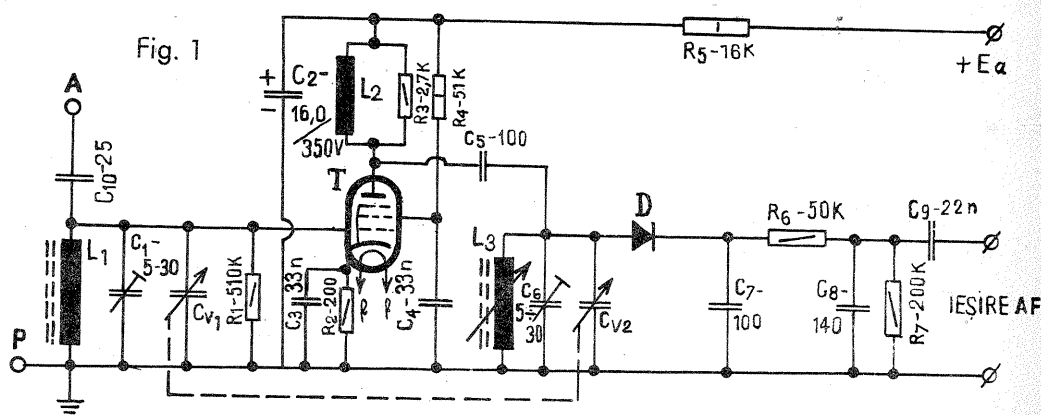 Fig. 1
A
P
C10-25
L1
C1-
5-30
CV1
R1-510K
+
-
C2-
16,0/
350V
L2
R3-2,7K
R4-51K
R5-16K
+Ea
T
C3 33n
R2-200
f f
C4-33n
C5-100
L3
C6
5÷
30
CV2
D
C7-
100
R6-50K
C8-
140
R7-200K
C9-22n
IEȘIRE AF